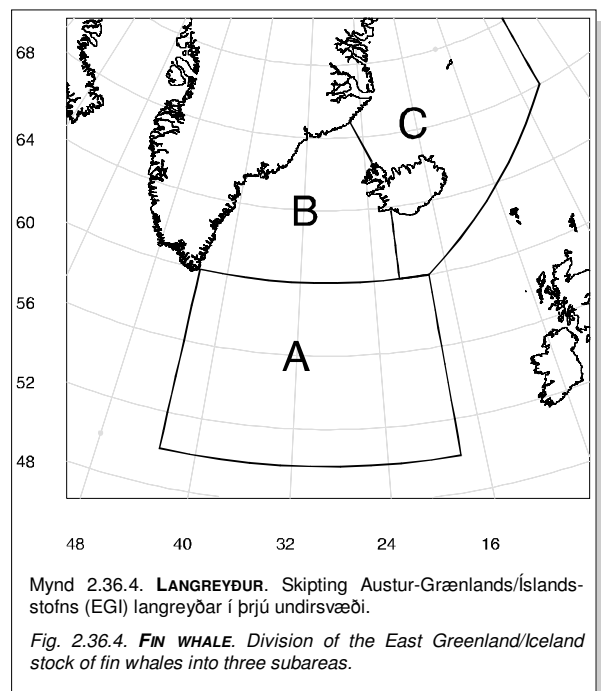 68
C
64
B
60
56
A
52
48
48 40 32 24 16
Mynd 2.36.4. LANGREYÐUR. Skipting Austur-Grænlands/Íslands-
stofns (EGI) langreyðar í þrjú undirsvæði.
Fig. 2.36.4. FIN WHALE. Division of the East Greenland/Iceland
stock of fin whales into three subareas.